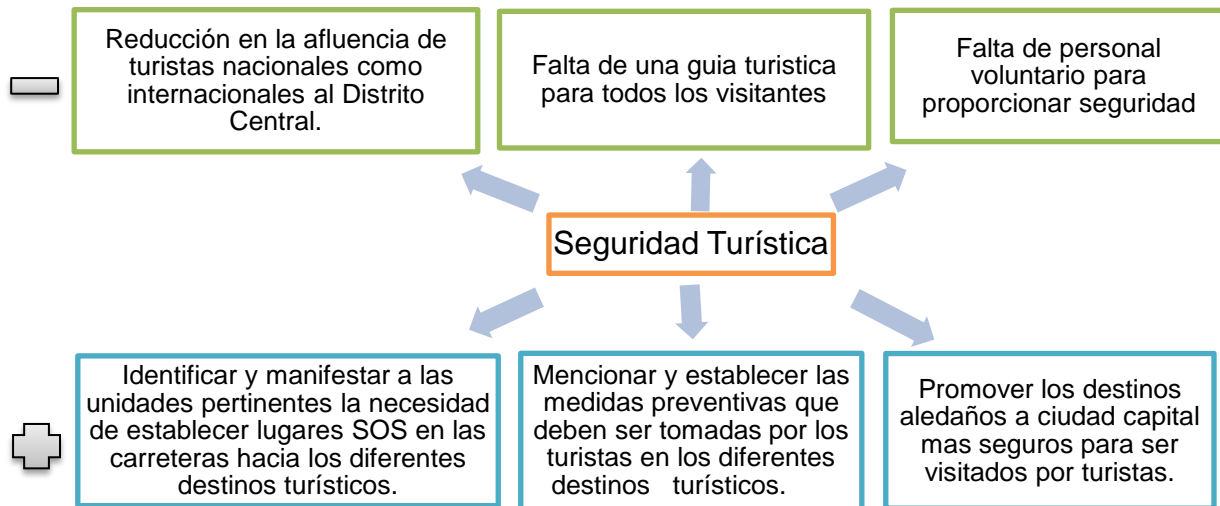 Reducción en la afluencia de
turistas nacionales como
internacionales al Distrito
Central.
Falta de una guia turistica
para todos los visitantes
Falta de personal
voluntario para
proporcionar seguridad
Seguridad Turística
Identificar y manifestar a las
unidades pertinentes la necesidad
de establecer lugares SOS en las
carreteras hacia los diferentes
destinos turísticos.
Mencionar y establecer las
medidas preventivas que
deben ser tomadas por los
turistas en los diferentes
destinos turísticos.
Promover los destinos
aledaños a ciudad capital
mas seguros para ser
visitados por turistas.